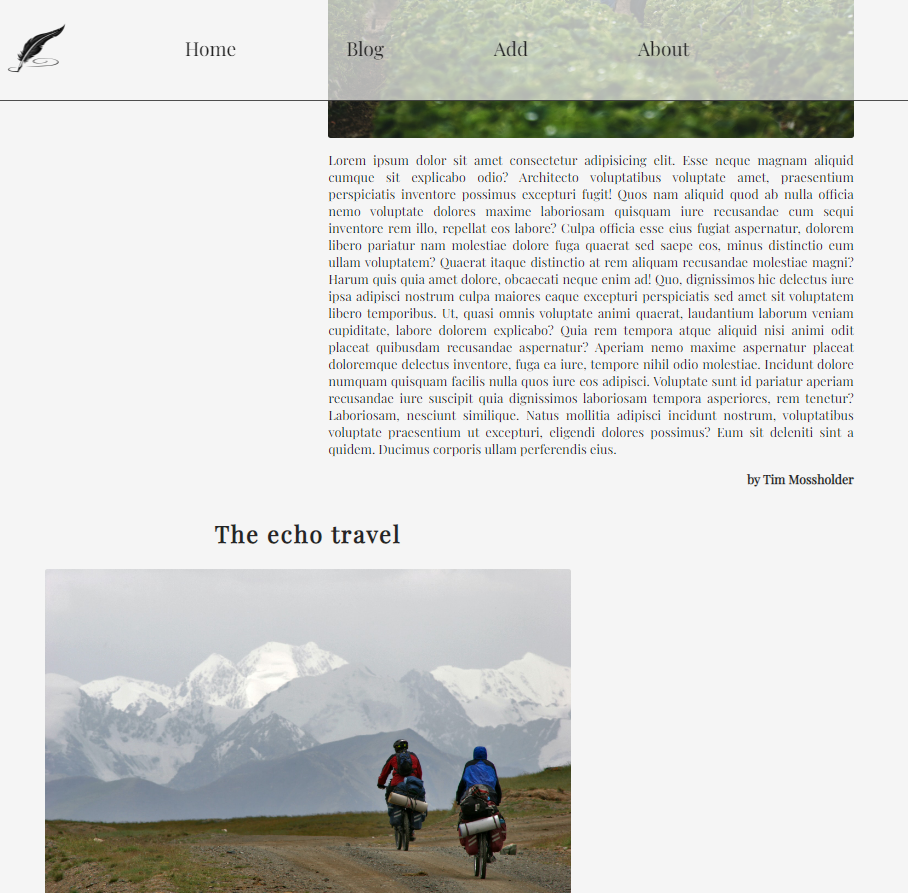 Home Blog Add About
Lorem ipsum dolor sit amet consectetur adipisicing elit. Esse neque magnam aliquid
cumque sit explicabo odio? Architecto voluptatibus voluptate amet, praesentium
perspiciatis inventore possimus excepturi fugit! Quos nam aliquid quod ab nulla officia
nemo voluptate dolores maxime laboriosam quisquam iure recusandae cum sequi
inventore rem illo, repellat eos labore? Culpa officia esse eius fugiat aspernatur, dolorem
libero pariatur nam molestiae dolore fuga quaerat sed saepe eos, minus distinctio eum
ullam voluptatem? Quaerat itaque distinctio at rem aliquam recusandae molestiae magni?
Harum quis quia amet dolore, obcaecati neque enim ad! Quo, dignissimos hic delectus iure
ipsa adipisci nostrum culpa maiores eaque excepturi perspiciatis sed amet sit voluptatem
libero temporibus. Ut, quasi omnis voluptate animi quaerat, laudantium laborum veniam
cupiditate, labore dolorem explicabo? Quia rem tempora atque aliquid nisi animi odit
placeat quibusdam recusandae aspernatur? Aperiam nemo maxime aspernatur placeat
doloremque delectus inventore, fuga ea iure, tempore nihil odio molestiae. Incidunt dolore
numquam quisquam facilis nulla quos iure eos adipisci. Voluptate sunt id pariatur aperiam
recusandae iure suscipit quia dignissimos laboriosam tempora asperiores, rem tenetur?
Laboriosam, nesciunt similique. Natus mollitia adipisci incidunt nostrum, voluptatibus
voluptate praesentium ut excepturi, eligendi dolores possimus? Eum sit deleniti sint a
quidem. Ducimus corporis ullam perferendis eius.
by Tim Mossholder
The echo travel